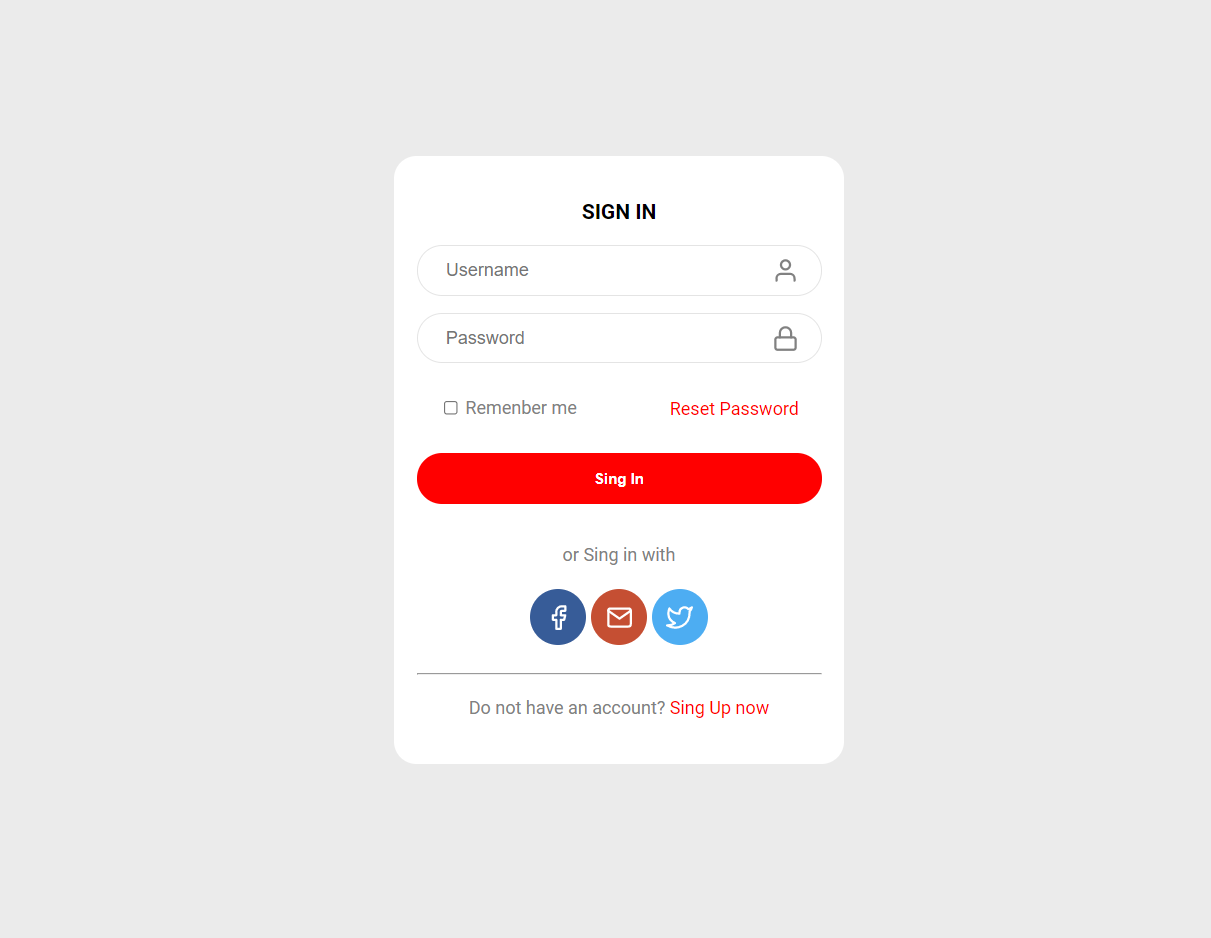 SIGN IN
Username
Password
Remenber me
Reset Password
Sing In
or Sing in with
Do not have an account? Sing Up now